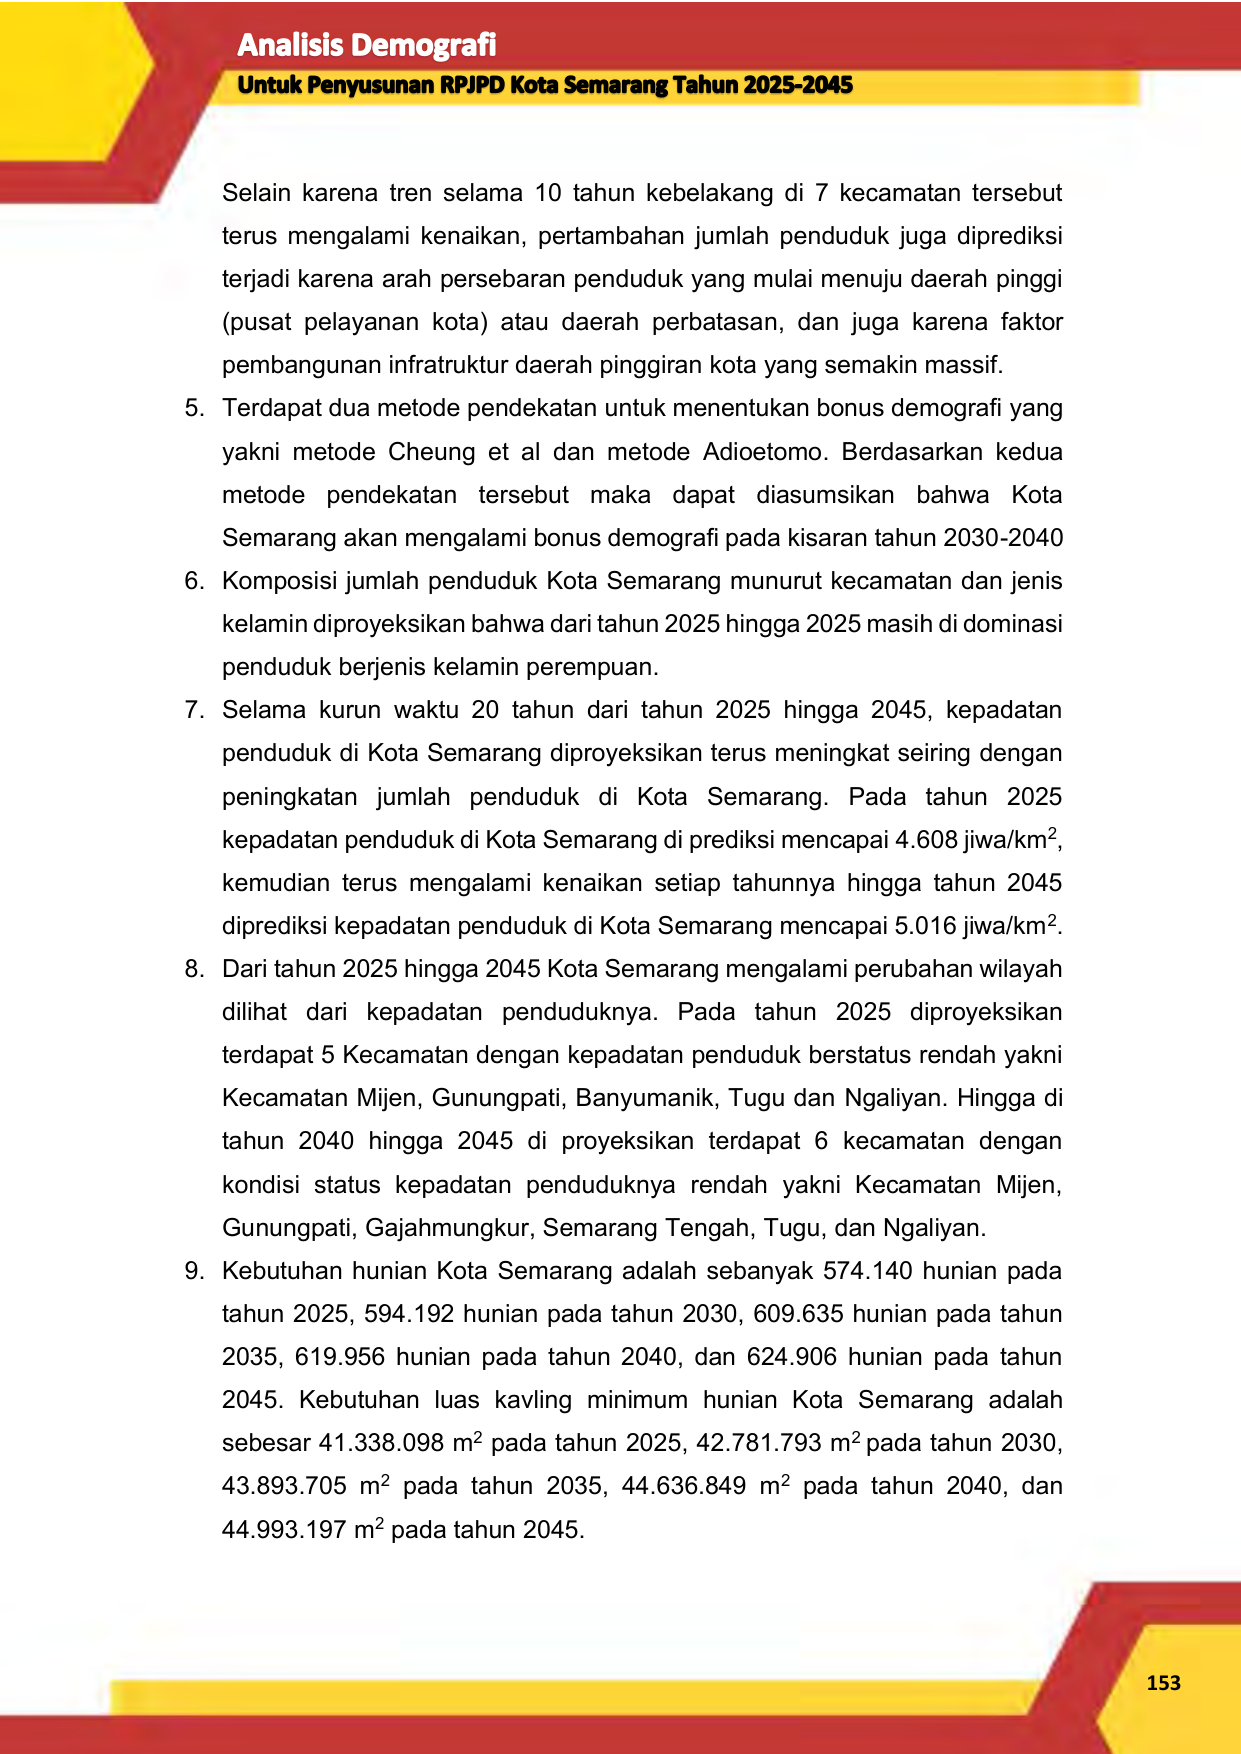 Analisis Demografi
Untuk Penyusunan RPJPD Kota Semarang Tahun 2025-2045
Selain karena tren selama 10 tahun kebelakang di 7 kecamatan tersebut
terus mengalami kenaikan, pertambahan jumlah penduduk juga diprediksi
terjadi karena arah persebaran penduduk yang mulai menuju daerah pinggi
(pusat pelayanan kota) atau daerah perbatasan, dan juga karena faktor
pembangunan infratruktur daerah pinggiran kota yang semakin massif.
5. Terdapat dua metode pendekatan untuk menentukan bonus demografi yang
yakni metode Cheung et al dan metode Adioetomo. Berdasarkan kedua
metode pendekatan tersebut maka dapat diasumsikan bahwa Kota
Semarang akan mengalami bonus demografi pada kisaran tahun 2030-2040
6. Komposisi jumlah penduduk Kota Semarang munurut kecamatan dan jenis
kelamin diproyeksikan bahwa dari tahun 2025 hingga 2025 masih di dominasi
penduduk berjenis kelamin perempuan.
7. Selama kurun waktu 20 tahun dari tahun 2025 hingga 2045, kepadatan
penduduk di Kota Semarang diproyeksikan terus meningkat seiring dengan
peningkatan jumlah penduduk di Kota Semarang. Pada tahun 2025
kepadatan penduduk di Kota Semarang di prediksi mencapai 4.608 jiwa/km²,
kemudian terus mengalami kenaikan setiap tahunnya hingga tahun 2045
diprediksi kepadatan penduduk di Kota Semarang mencapai 5.016 jiwa/km².
8. Dari tahun 2025 hingga 2045 Kota Semarang mengalami perubahan wilayah
dilihat dari kepadatan penduduknya. Pada tahun 2025 diproyeksikan
terdapat 5 Kecamatan dengan kepadatan penduduk berstatus rendah yakni
Kecamatan Mijen, Gunungpati, Banyumanik, Tugu dan Ngaliyan. Hingga di
tahun 2040 hingga 2045 di proyeksikan terdapat 6 kecamatan dengan
kondisi status kepadatan penduduknya rendah yakni Kecamatan Mijen,
Gunungpati, Gajahmungkur, Semarang Tengah, Tugu, dan Ngaliyan.
9. Kebutuhan hunian Kota Semarang adalah sebanyak 574.140 hunian pada
tahun 2025, 594.192 hunian pada tahun 2030, 609.635 hunian pada tahun
2035, 619.956 hunian pada tahun 2040, dan 624.906 hunian pada tahun
2045. Kebutuhan luas kavling minimum hunian Kota Semarang adalah
sebesar 41.338.098 m² pada tahun 2025, 42.781.793 m² pada tahun 2030,
43.893.705 m² pada tahun 2035, 44.636.849 m² pada tahun 2040, dan
44.993.197 m² pada tahun 2045.
153